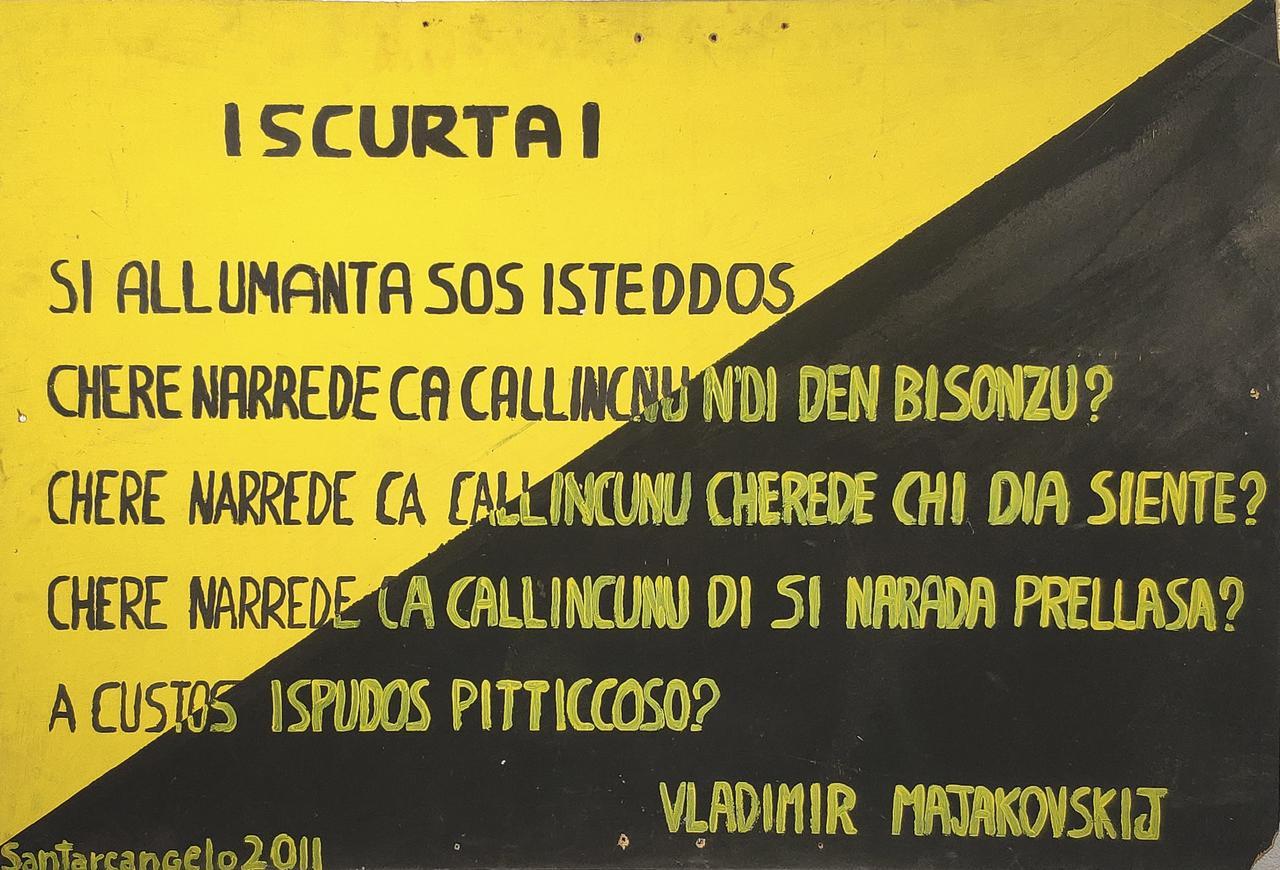 ISCURTAI
SI ALLUMANTA SOS ISTEDDOS
CHERE NARREDE CA CALLINCNU N'DI DEN BISONZU?
CHERE NARREDE CA CALLINCUNU CHEREDE CHI DIA SIENTE?
CHERE NARREDE CA CALLINCUNU DI SI NARADA PRELLASA?
A CUSTOS ISPUDOS PITTICCOSO?
VLADIMIR MAJAKOVSKIJ
Santarcangelo 2011